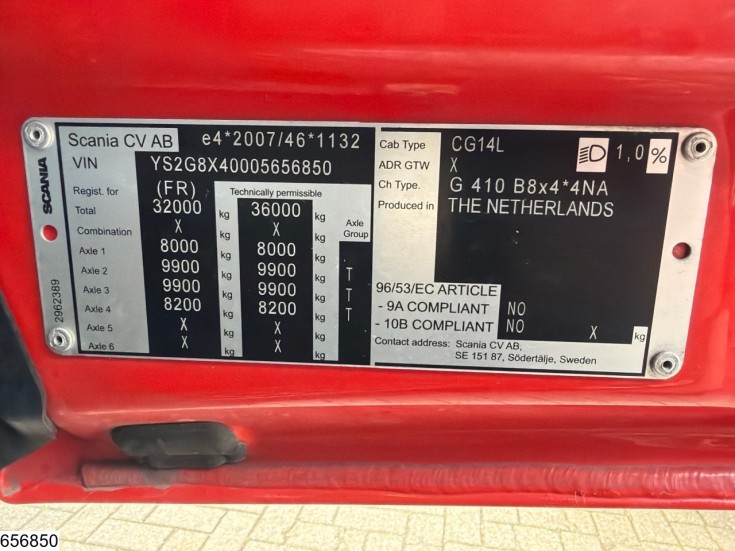 Scania CV AB e4*2007/46*1132
VIN YS2G8X40005656850
Regist. for (FR) Technically permissible
Total 32000 kg 36000 kg Axle Group
Combination X kg X kg
Axle 1 8000 kg 8000 kg
Axle 2 9900 kg 9900 kg T
Axle 3 9900 kg 9900 kg T
Axle 4 8200 kg 8200 kg T
Axle 5 X kg X kg
Axle 6 X kg X kg
SCANIA
2962389
Cab Type CG14L 1,0 %
ADR GTW X
Ch Type. G 410 B8x4*4NA
Produced in THE NETHERLANDS
96/53/EC ARTICLE
- 9A COMPLIANT NO
- 10B COMPLIANT NO X kg
Contact address: Scania CV AB,
SE 151 87, Södertälje, Sweden
656850